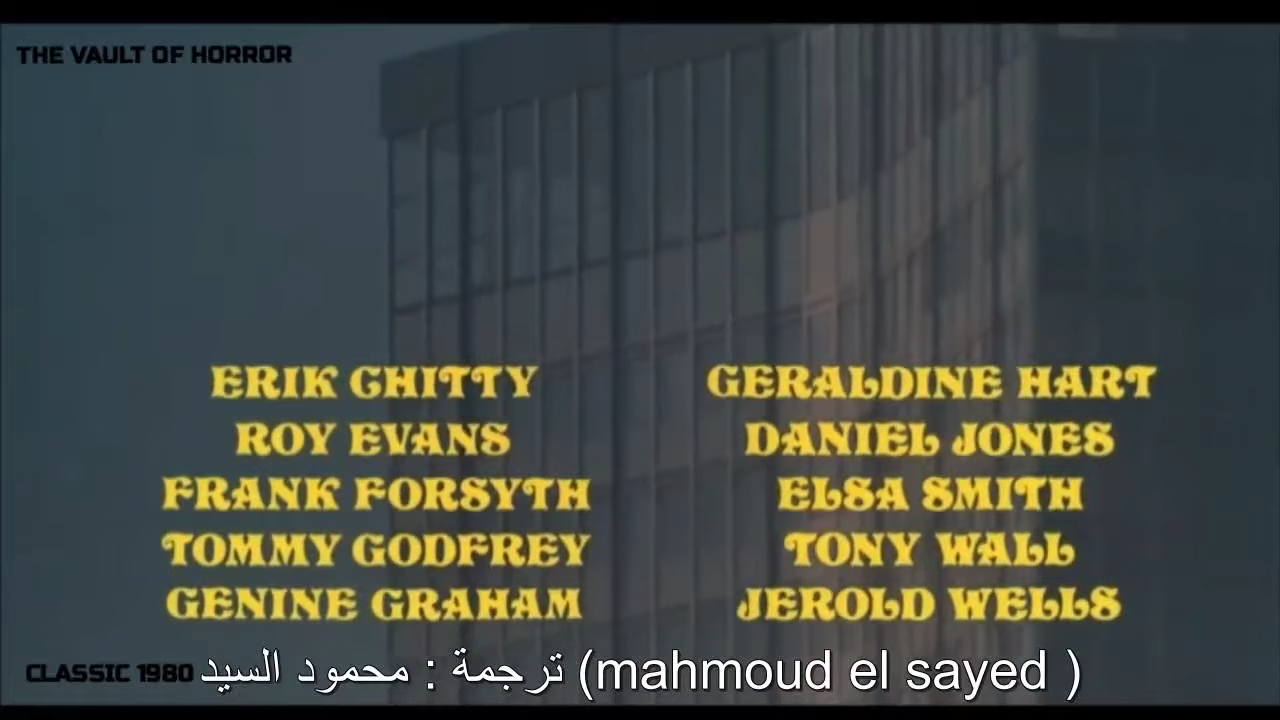 THE VAULT OF HORROR
ERIK CHITTY
ROY EVANS
FRANK FORSYTH
TOMMY GODFREY
GENINE GRAHAM
GERALDINE HART
DANIEL JONES
ELSA SMITH
TONY WALL
JEROLD WELLS
ترجمة : محمود السيد (mahmoud el sayed )
CLASSIC 1980